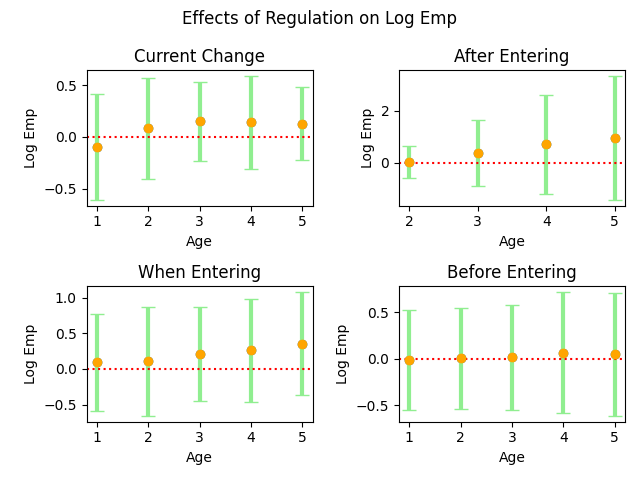 Effects of Regulation on Log Emp
Current Change
Log Emp
0.5
0.0
−0.5
1 2 3 4 5
Age
After Entering
Log Emp
2
0
2 3 4 5
Age
When Entering
Log Emp
1.0
0.5
0.0
−0.5
1 2 3 4 5
Age
Before Entering
Log Emp
0.5
0.0
−0.5
1 2 3 4 5
Age